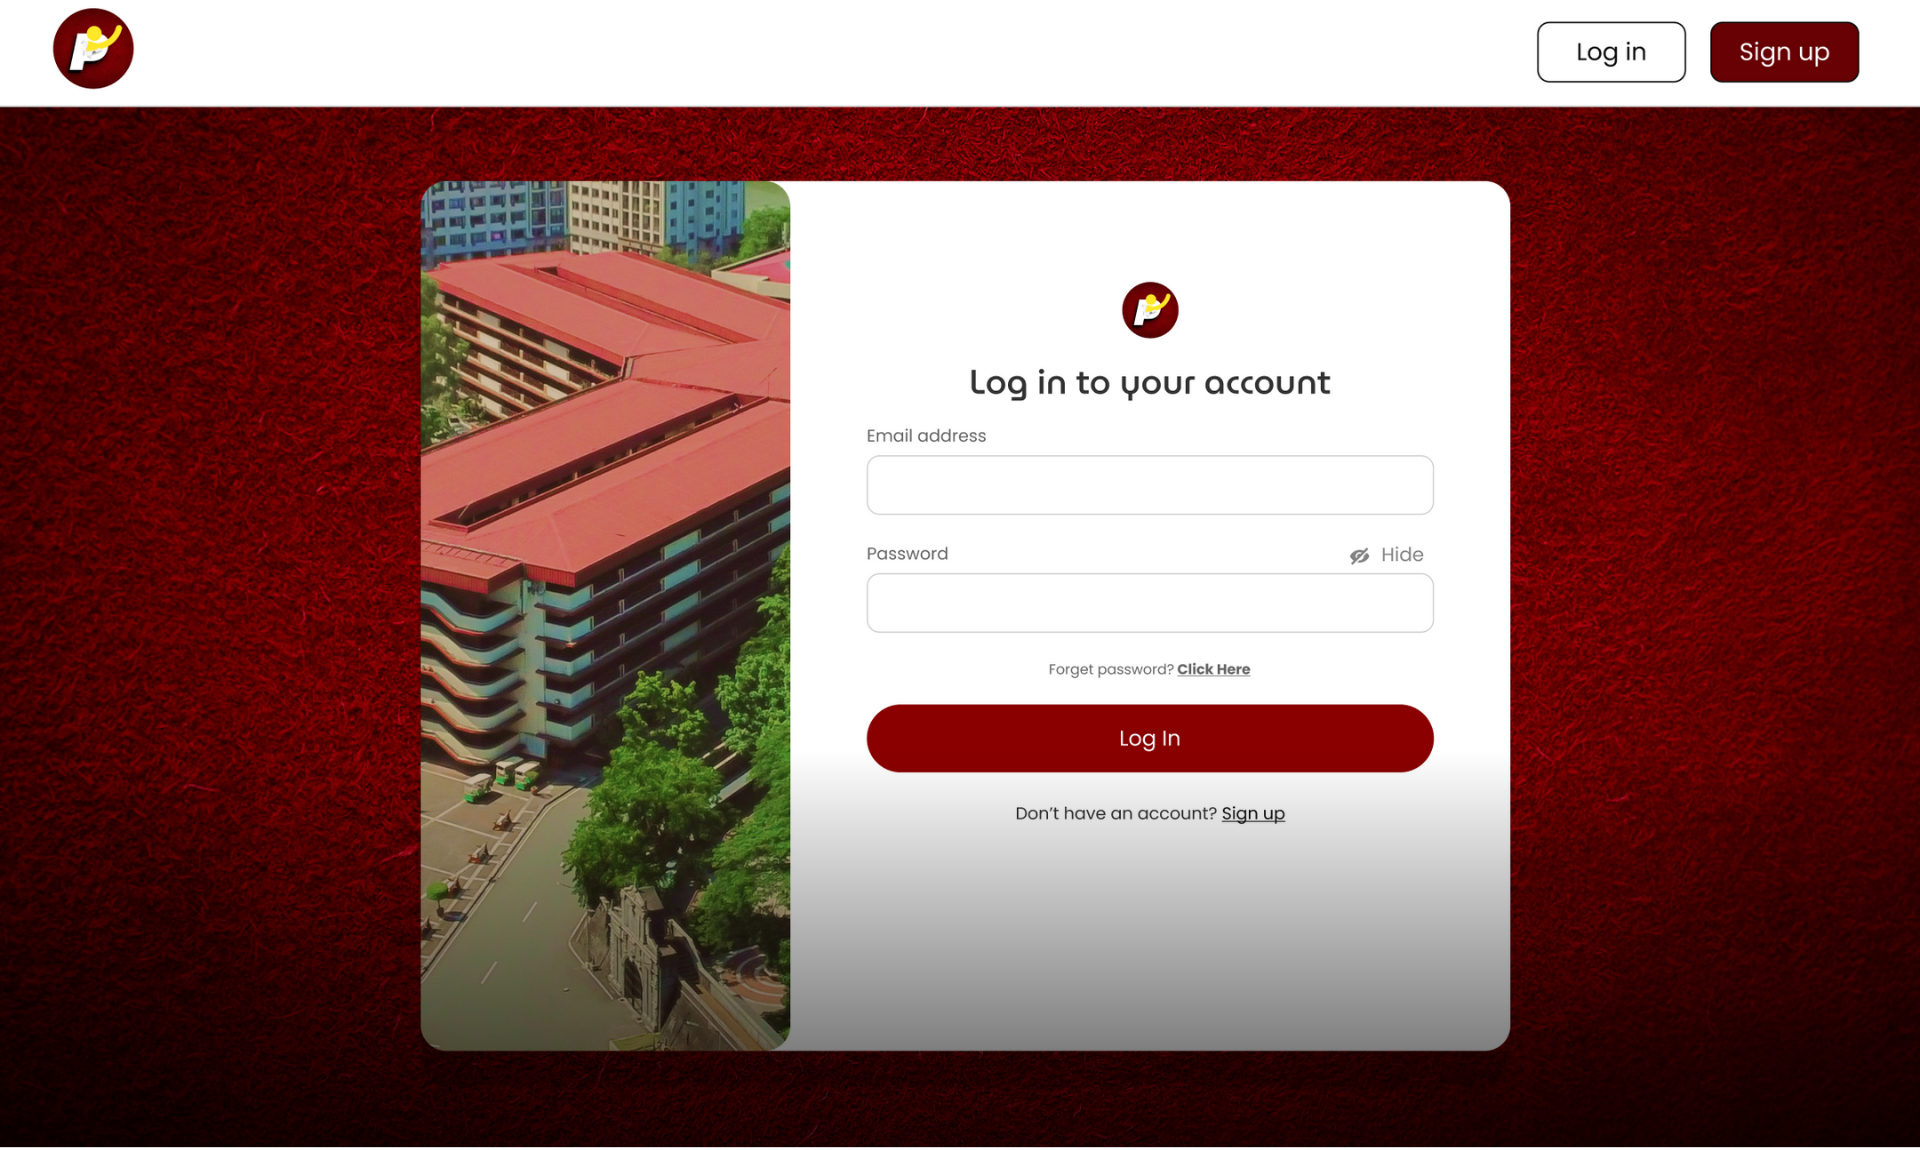 Log in
Sign up
Log in to your account
Email address
Password
Hide
Forget password? Click Here
Log In
Don't have an account? Sign up